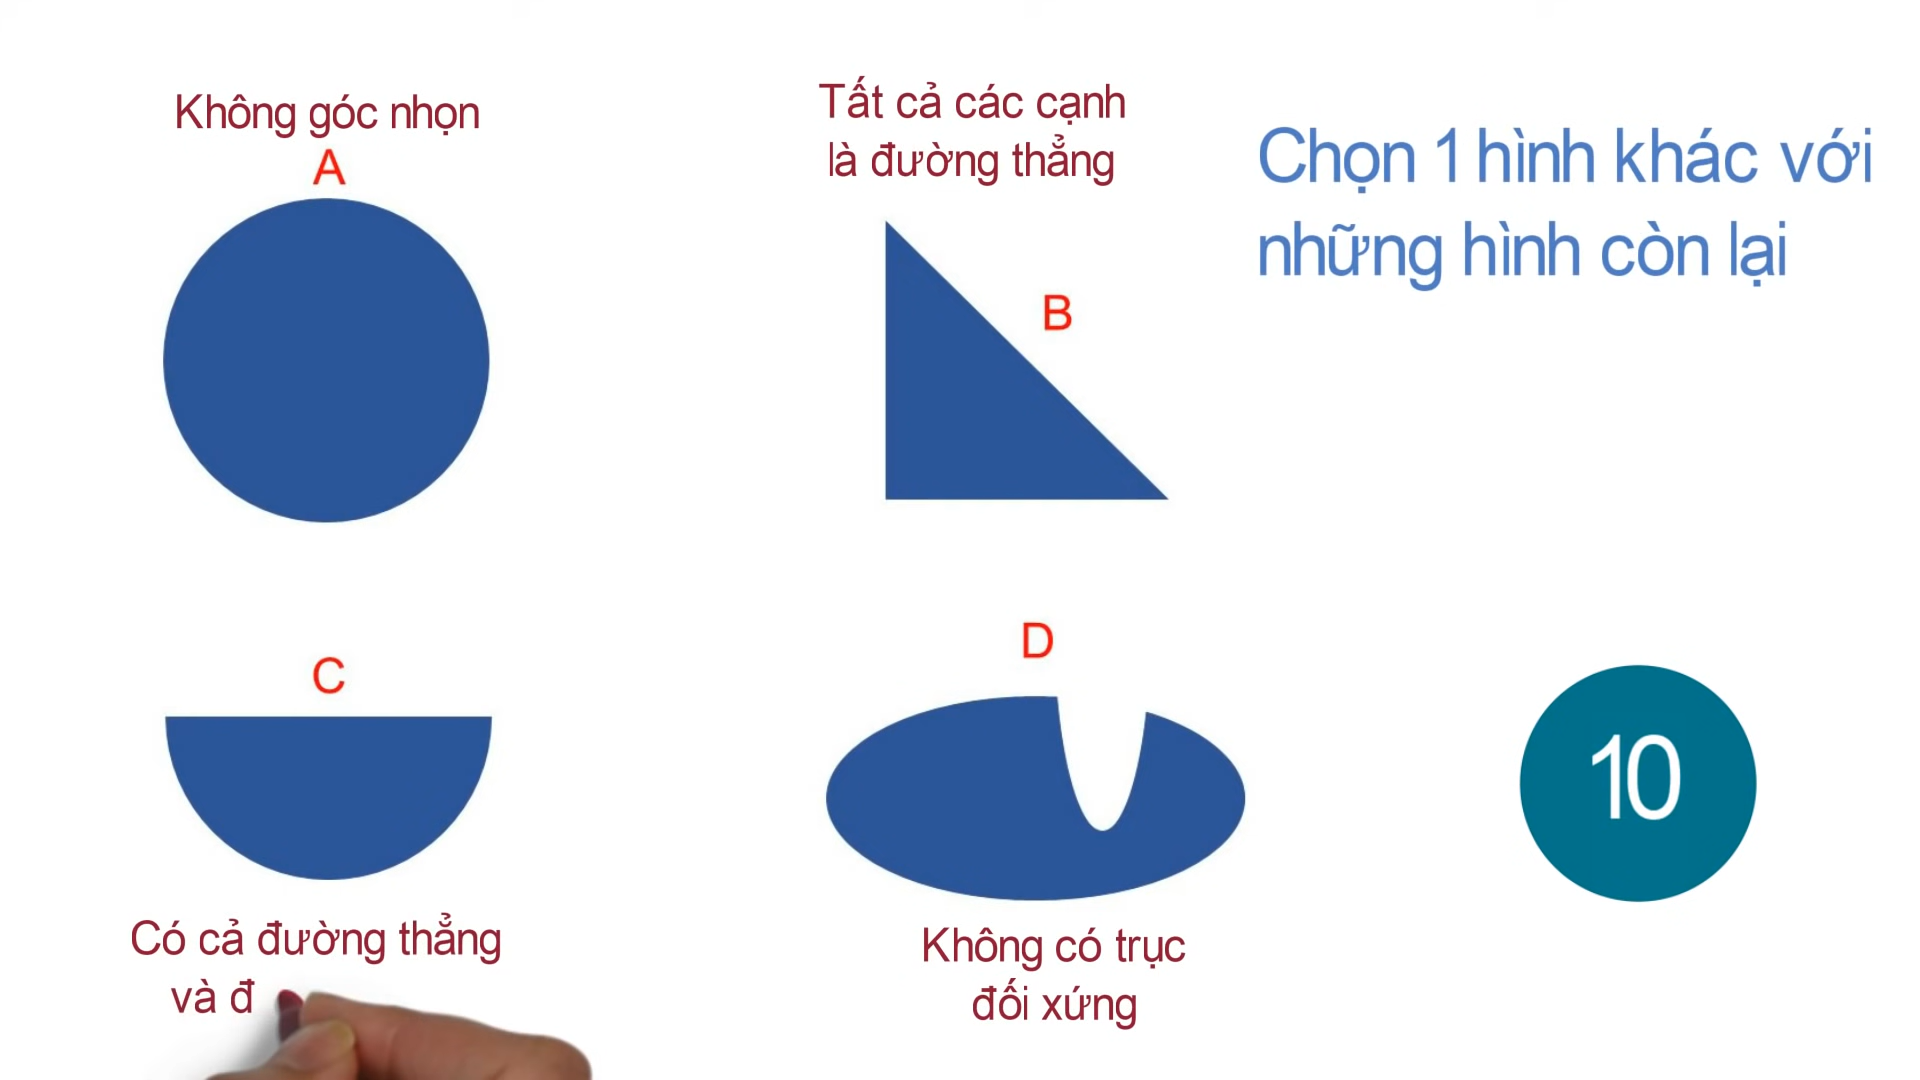 Không góc nhọn
A
Tất cả các cạnh
là đường thẳng
B
Chọn 1 hình khác với
những hình còn lại
C
Có cả đường thẳng
và đ
D
Không có trục
đối xứng
10